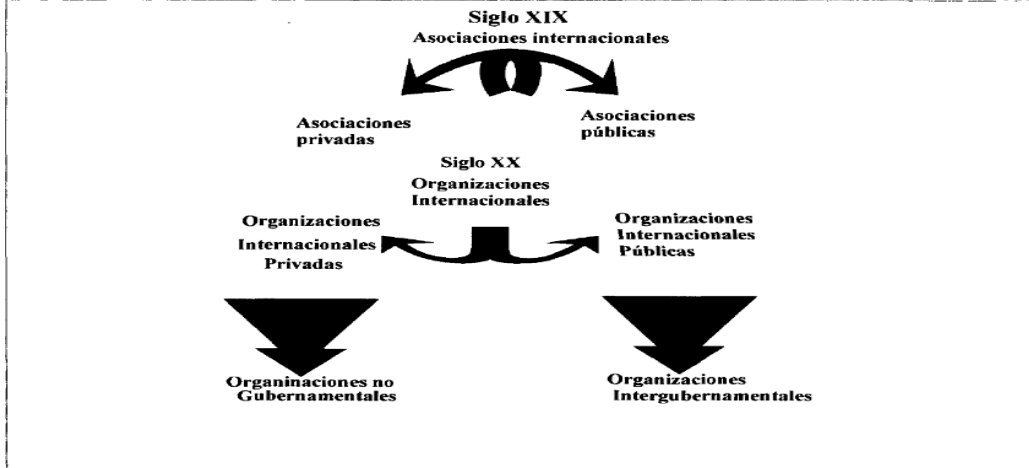 Siglo XIX
Asociaciones internacionales
Asociaciones
privadas
Asociaciones
públicas
Siglo XX
Organizaciones
Internacionales
Organizaciones
Internacionales
Privadas
Organizaciones
Internacionales
Públicas
Organinaciones no
Gubernamentales
Organizaciones
Intergubernamentales